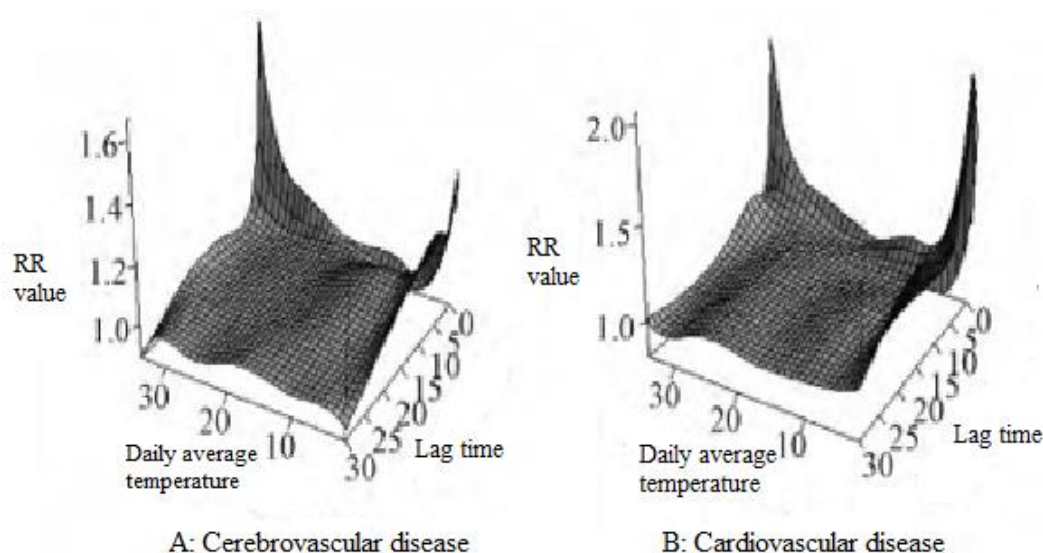 1.6
1.4
1.2
1.0
RR
value
30
20
10
Daily average
temperature
0
5
10
15
20
25
30
Lag time
A: Cerebrovascular disease
2.0
1.5
1.0
RR
value
30
20
10
Daily average
temperature
0
5
10
15
20
25
30
Lag time
B: Cardiovascular disease